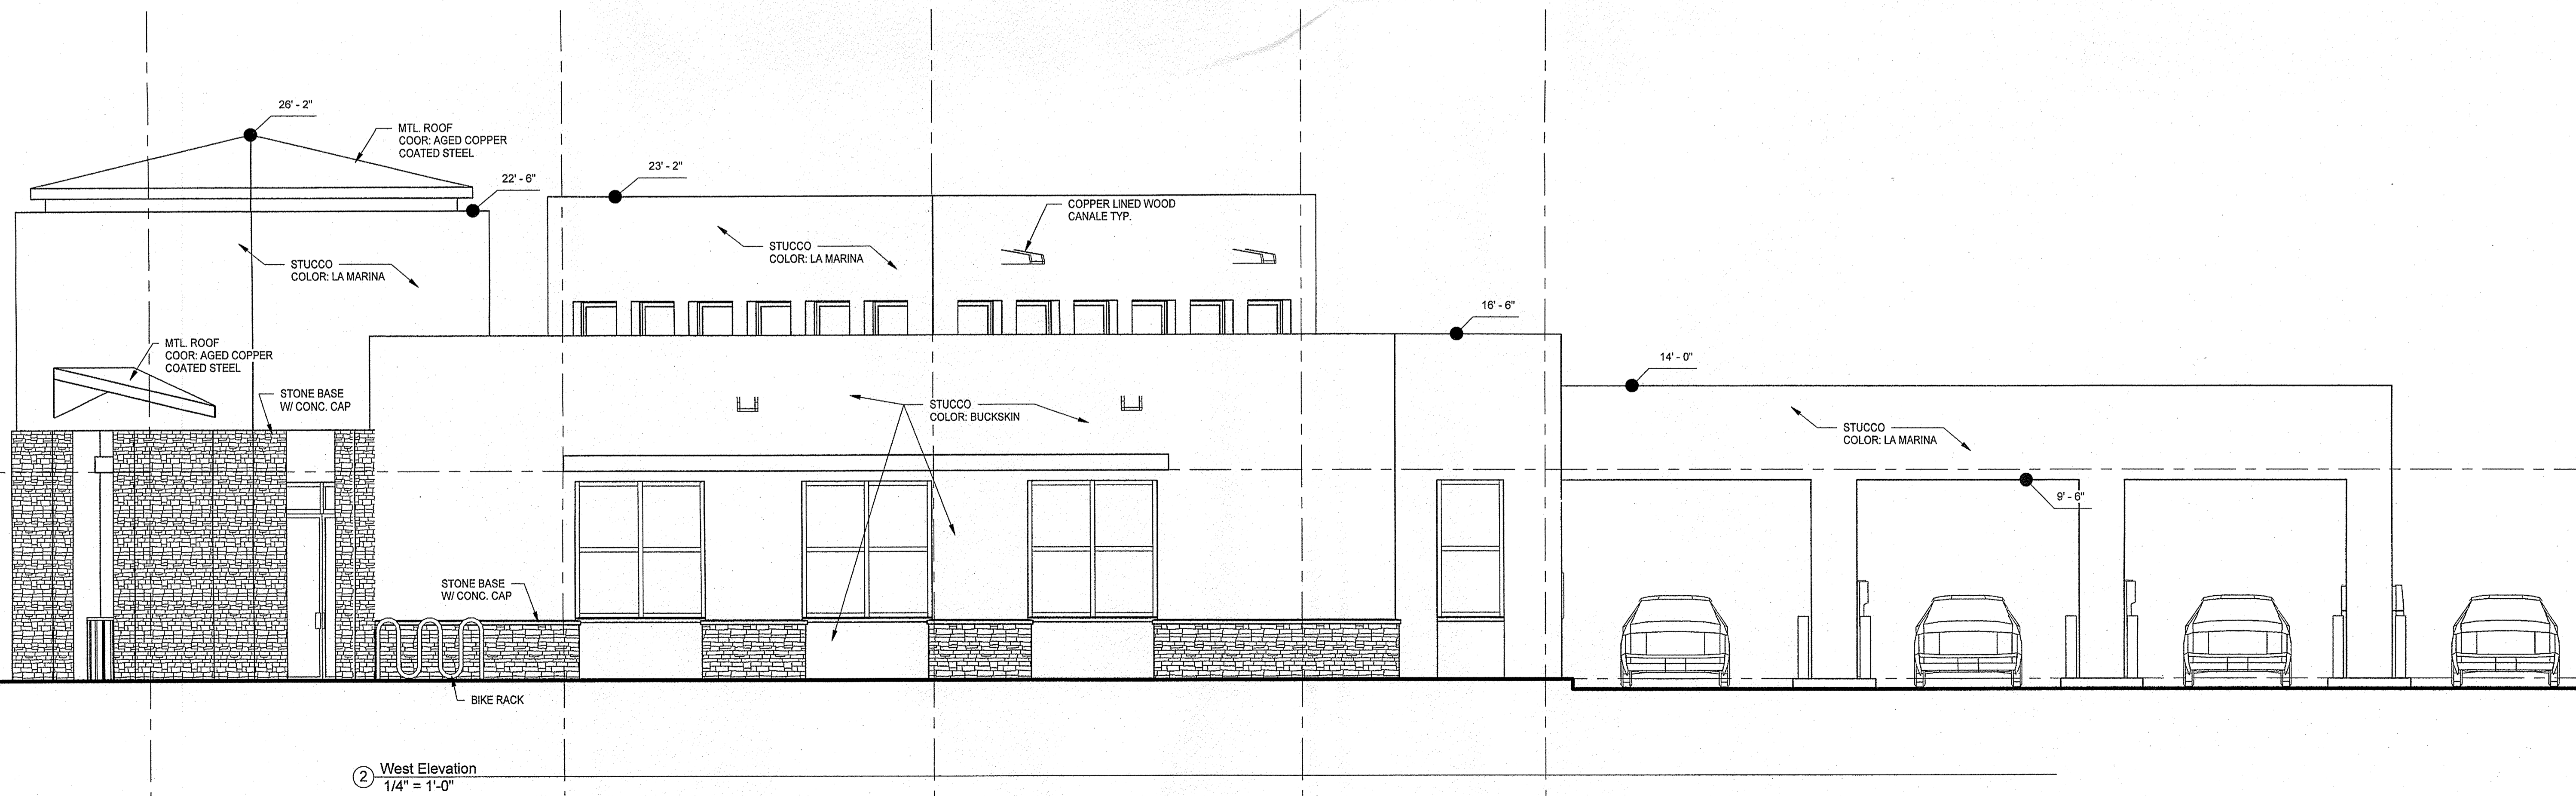 26' - 2"
MTL. ROOF
COOR: AGED COPPER
COATED STEEL
22' - 6"
23' - 2"
COPPER LINED WOOD
CANALE TYP.
STUCCO
COLOR: LA MARINA
STUCCO
COLOR: LA MARINA
16' - 6"
14' - 0"
MTL. ROOF
COOR: AGED COPPER
COATED STEEL
STONE BASE
W/ CONC. CAP
STUCCO
COLOR: BUCKSKIN
STUCCO
COLOR: LA MARINA
9' - 6"
STONE BASE
W/ CONC. CAP
BIKE RACK
2
West Elevation
1/4" = 1'-0"